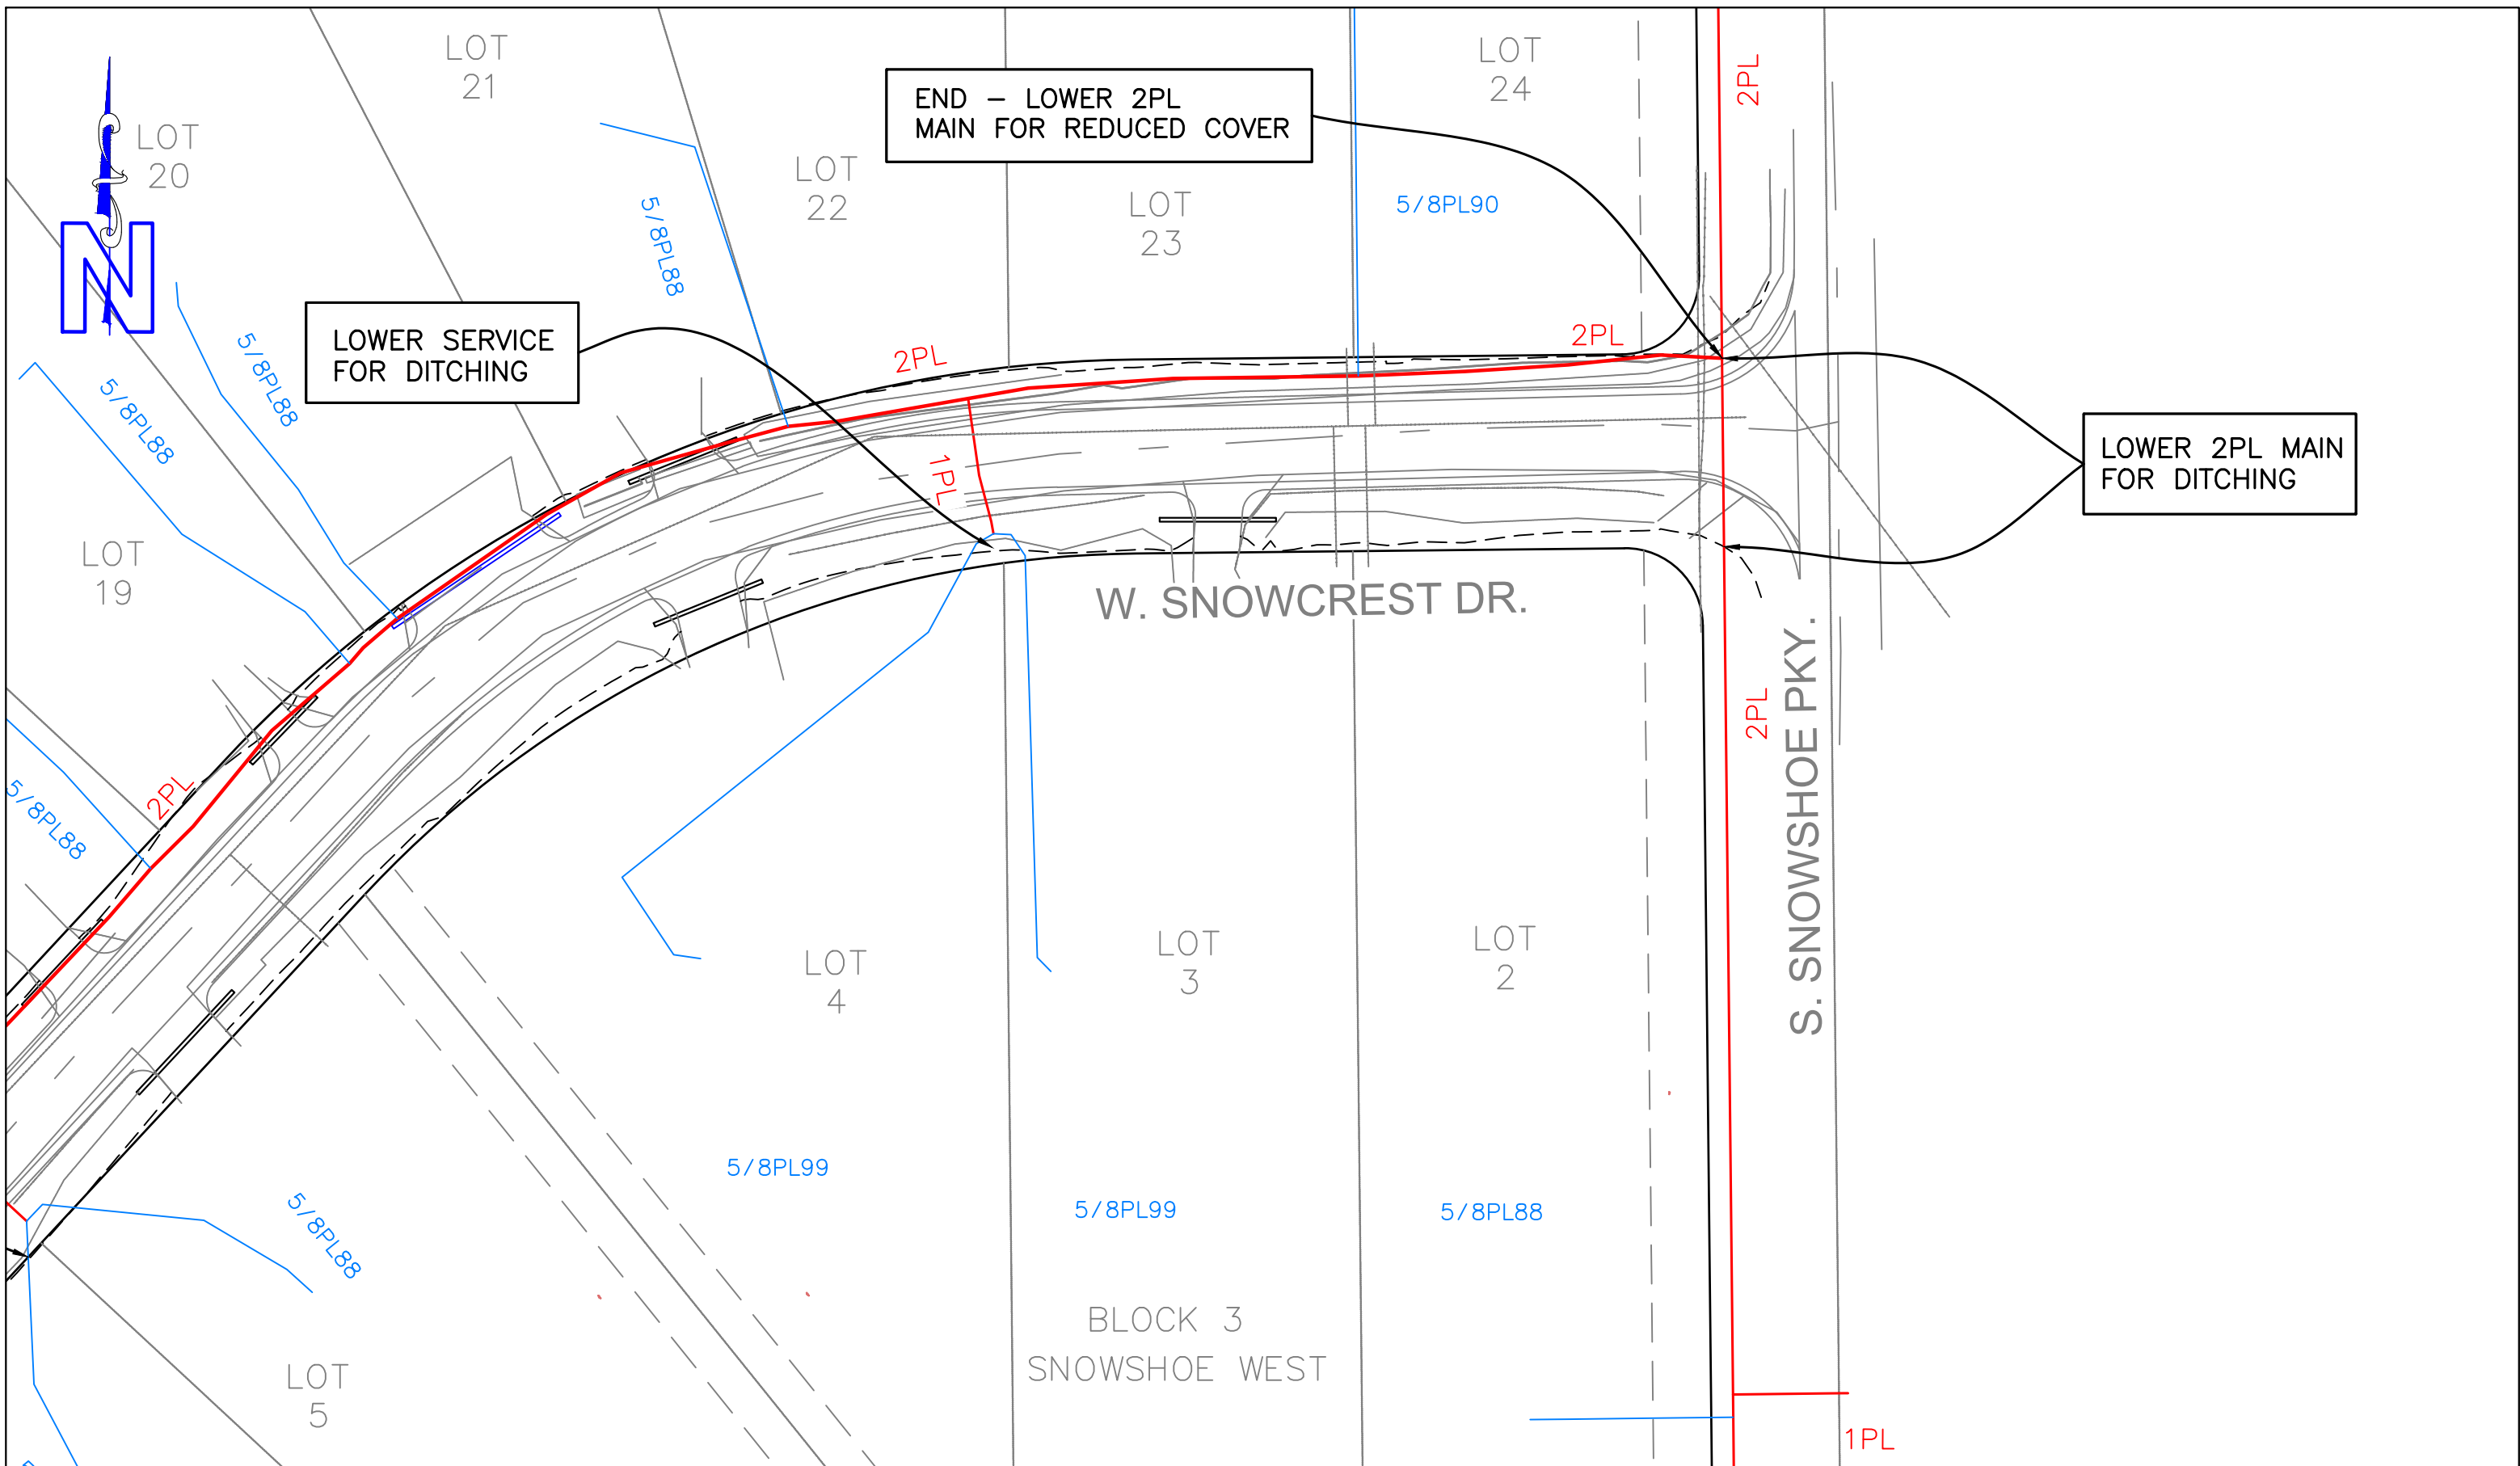 LOT
21
LOT
24
2PL
END – LOWER 2PL
MAIN FOR REDUCED COVER
LOT
20
LOT
22
LOT
23
5/8PL90
5/8PL88
N
LOWER SERVICE
FOR DITCHING
5/8PL88
5/8PL88
2PL
2PL
1PL
LOWER 2PL MAIN
FOR DITCHING
LOT
19
W. SNOWCREST DR.
S. SNOWSHOE PKY.
2PL
2PL
5/8PL88
LOT
4
LOT
3
LOT
2
5/8PL99
5/8PL99
5/8PL88
5/8PL88
BLOCK 3
SNOWSHOE WEST
LOT
5
1PL